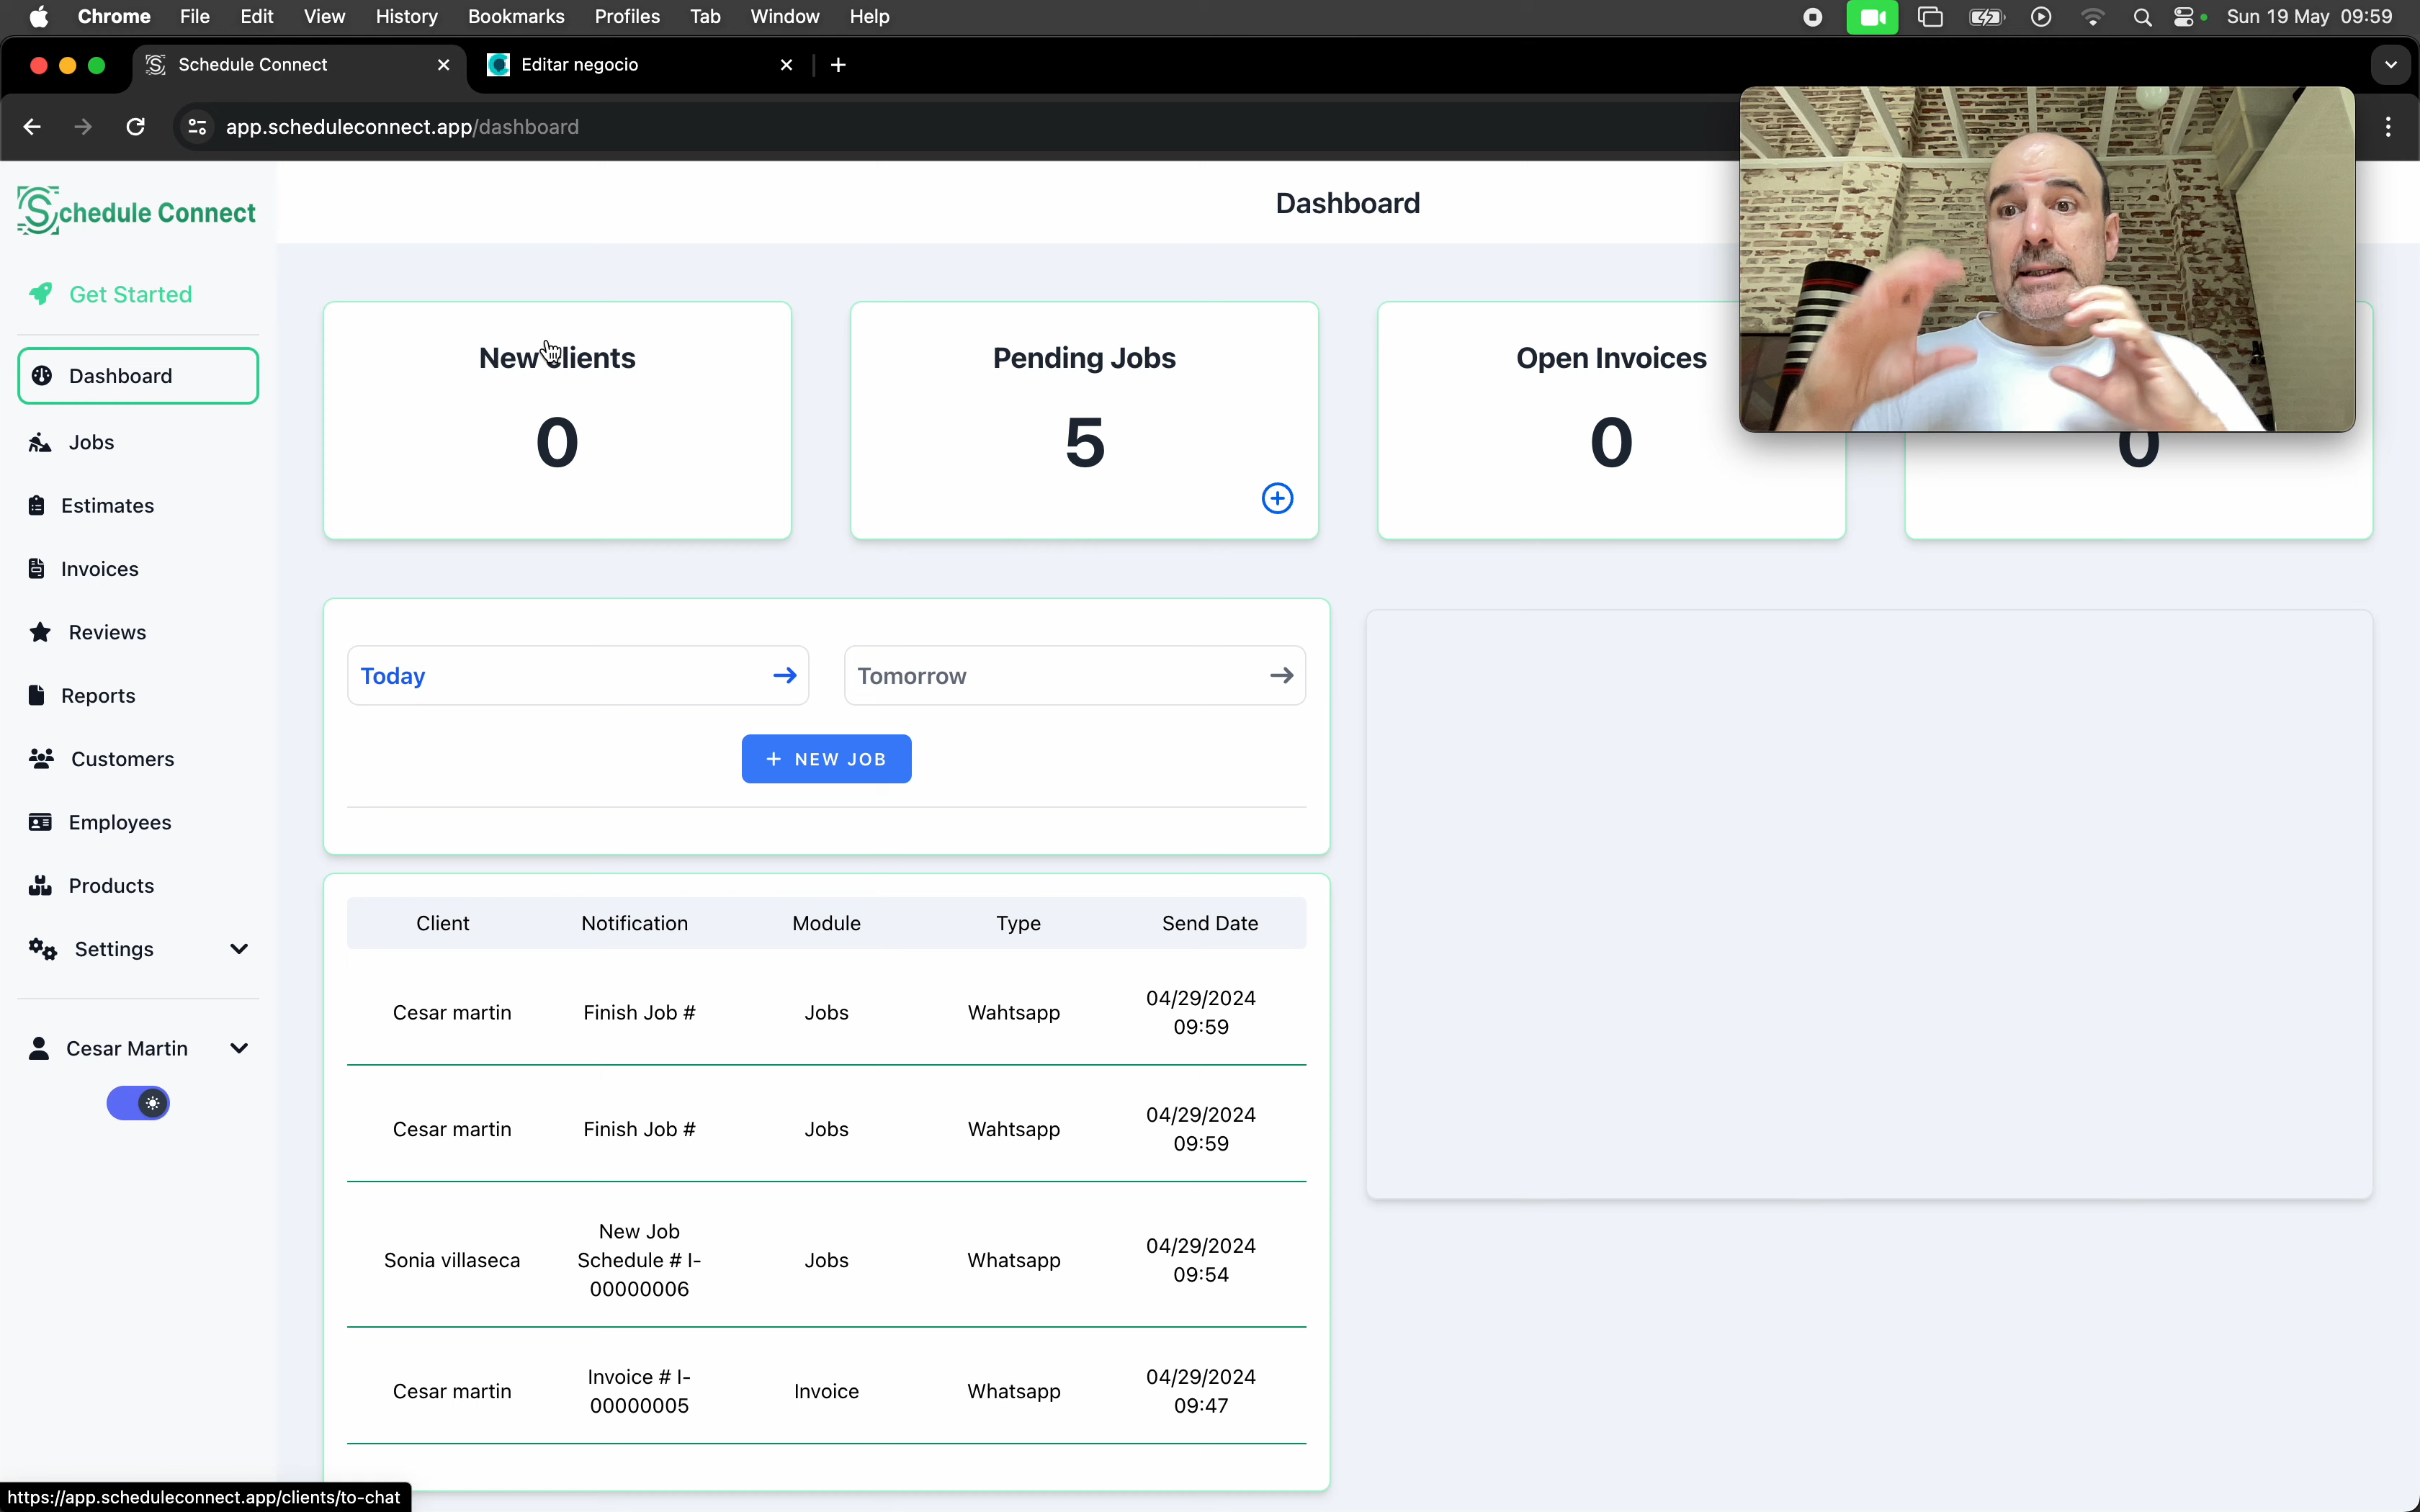 Chrome File Edit View History Bookmarks Profiles Tab Window Help Sun 19 May 09:59
Schedule Connect Editar negocio
app.scheduleconnect.app/dashboard
Schedule Connect
Dashboard
Get Started
Dashboard
Jobs
Estimates
Invoices
Reviews
Reports
Customers
Employees
Products
Settings
Cesar Martin
New Clients
0
Pending Jobs
5
Open Invoices
0
0
Today
Tomorrow
+ NEW JOB
Client Notification Module Type Send Date
Cesar martin Finish Job # Jobs Wahtsapp 04/29/2024
09:59
Cesar martin Finish Job # Jobs Wahtsapp 04/29/2024
09:59
Sonia villaseca New Job
Schedule # I-
00000006 Jobs Whatsapp 04/29/2024
09:54
Cesar martin Invoice # I-
00000005 Invoice Whatsapp 04/29/2024
09:47
https://app.scheduleconnect.app/clients/to-chat